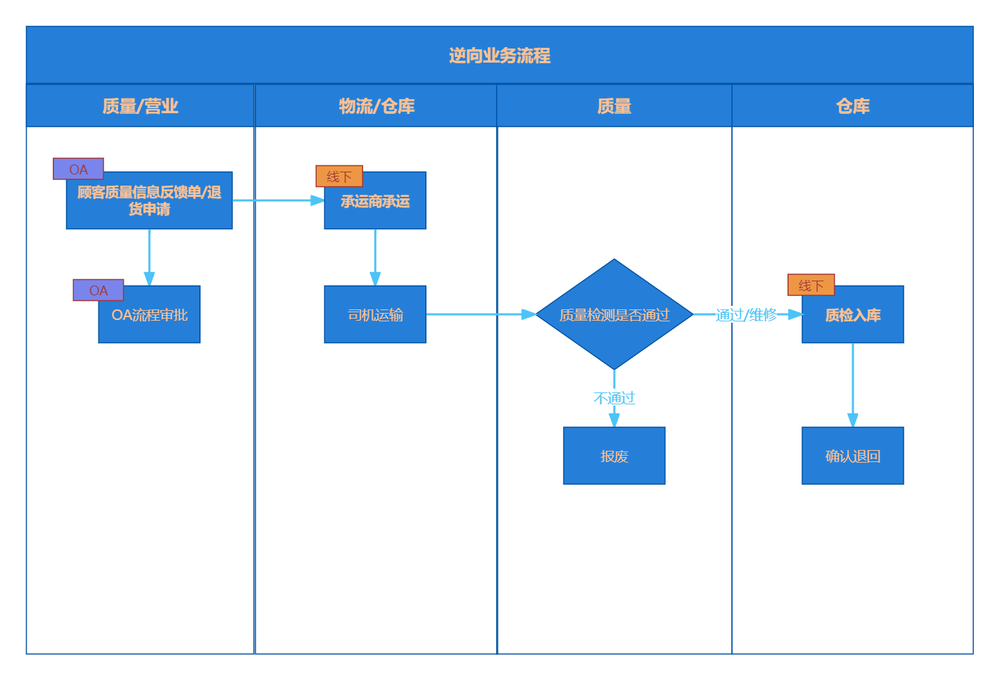 逆向业务流程
质量/营业
物流/仓库
质量
仓库
OA
顾客质量信息反馈单/退
货申请
线下
承运商承运
OA
OA流程审批
司机运输
质量检测是否通过
通过/维修
线下
质检入库
不通过
报废
确认退回